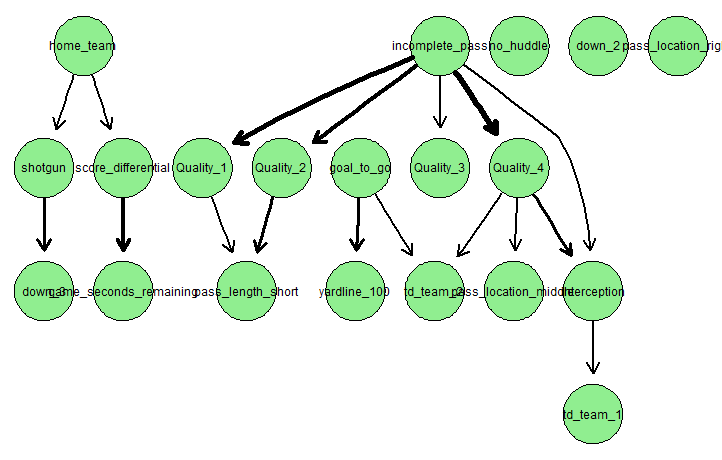 home_team
incomplete_pass
no_huddle
down_2
pass_location_rig
shotgun
score_differential
Quality_1
Quality_2
goal_to_go
Quality_3
Quality_4
down_3
game_seconds_remaining
pass_length_short
yardline_100
td_team_2
pass_location_middle
interception
td_team_1